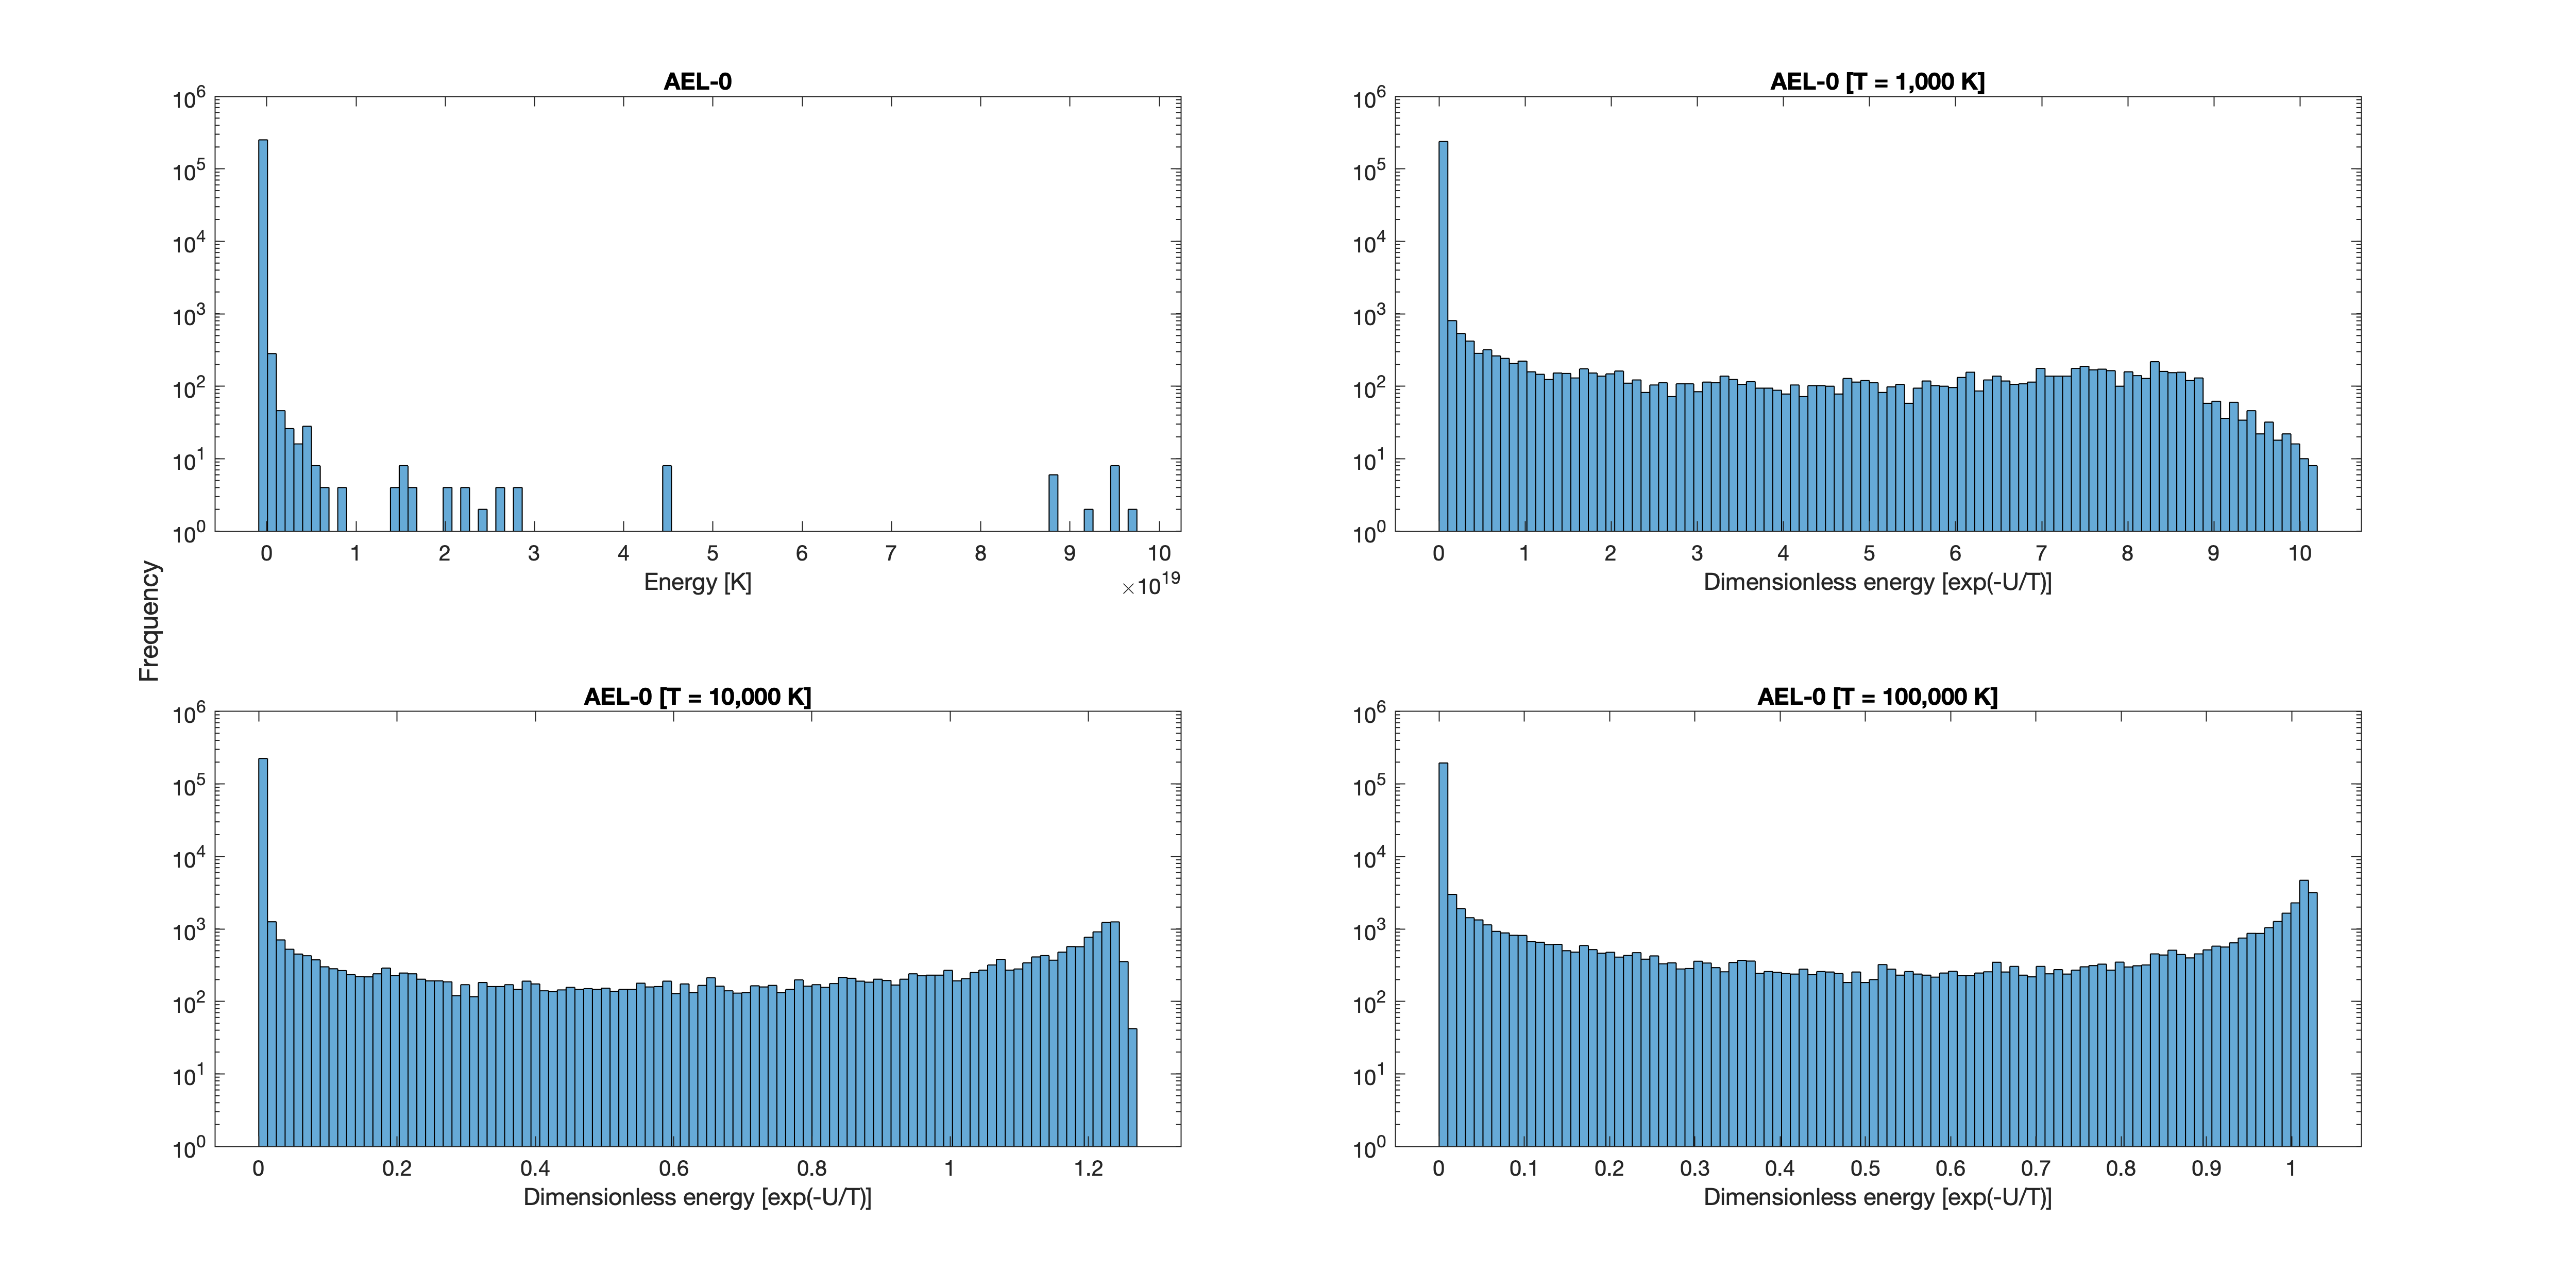 AEL-0
10^6
10^5
10^4
10^3
10^2
10^1
10^0
0 1 2 3 4 5 6 7 8 9 10
Energy [K]
×10^19
AEL-0 [T = 1,000 K]
10^6
10^5
10^4
10^3
10^2
10^1
10^0
0 1 2 3 4 5 6 7 8 9 10
Dimensionless energy [exp(-U/T)]
Frequency
AEL-0 [T = 10,000 K]
10^6
10^5
10^4
10^3
10^2
10^1
10^0
0 0.2 0.4 0.6 0.8 1 1.2
Dimensionless energy [exp(-U/T)]
AEL-0 [T = 100,000 K]
10^6
10^5
10^4
10^3
10^2
10^1
10^0
0 0.1 0.2 0.3 0.4 0.5 0.6 0.7 0.8 0.9 1
Dimensionless energy [exp(-U/T)]